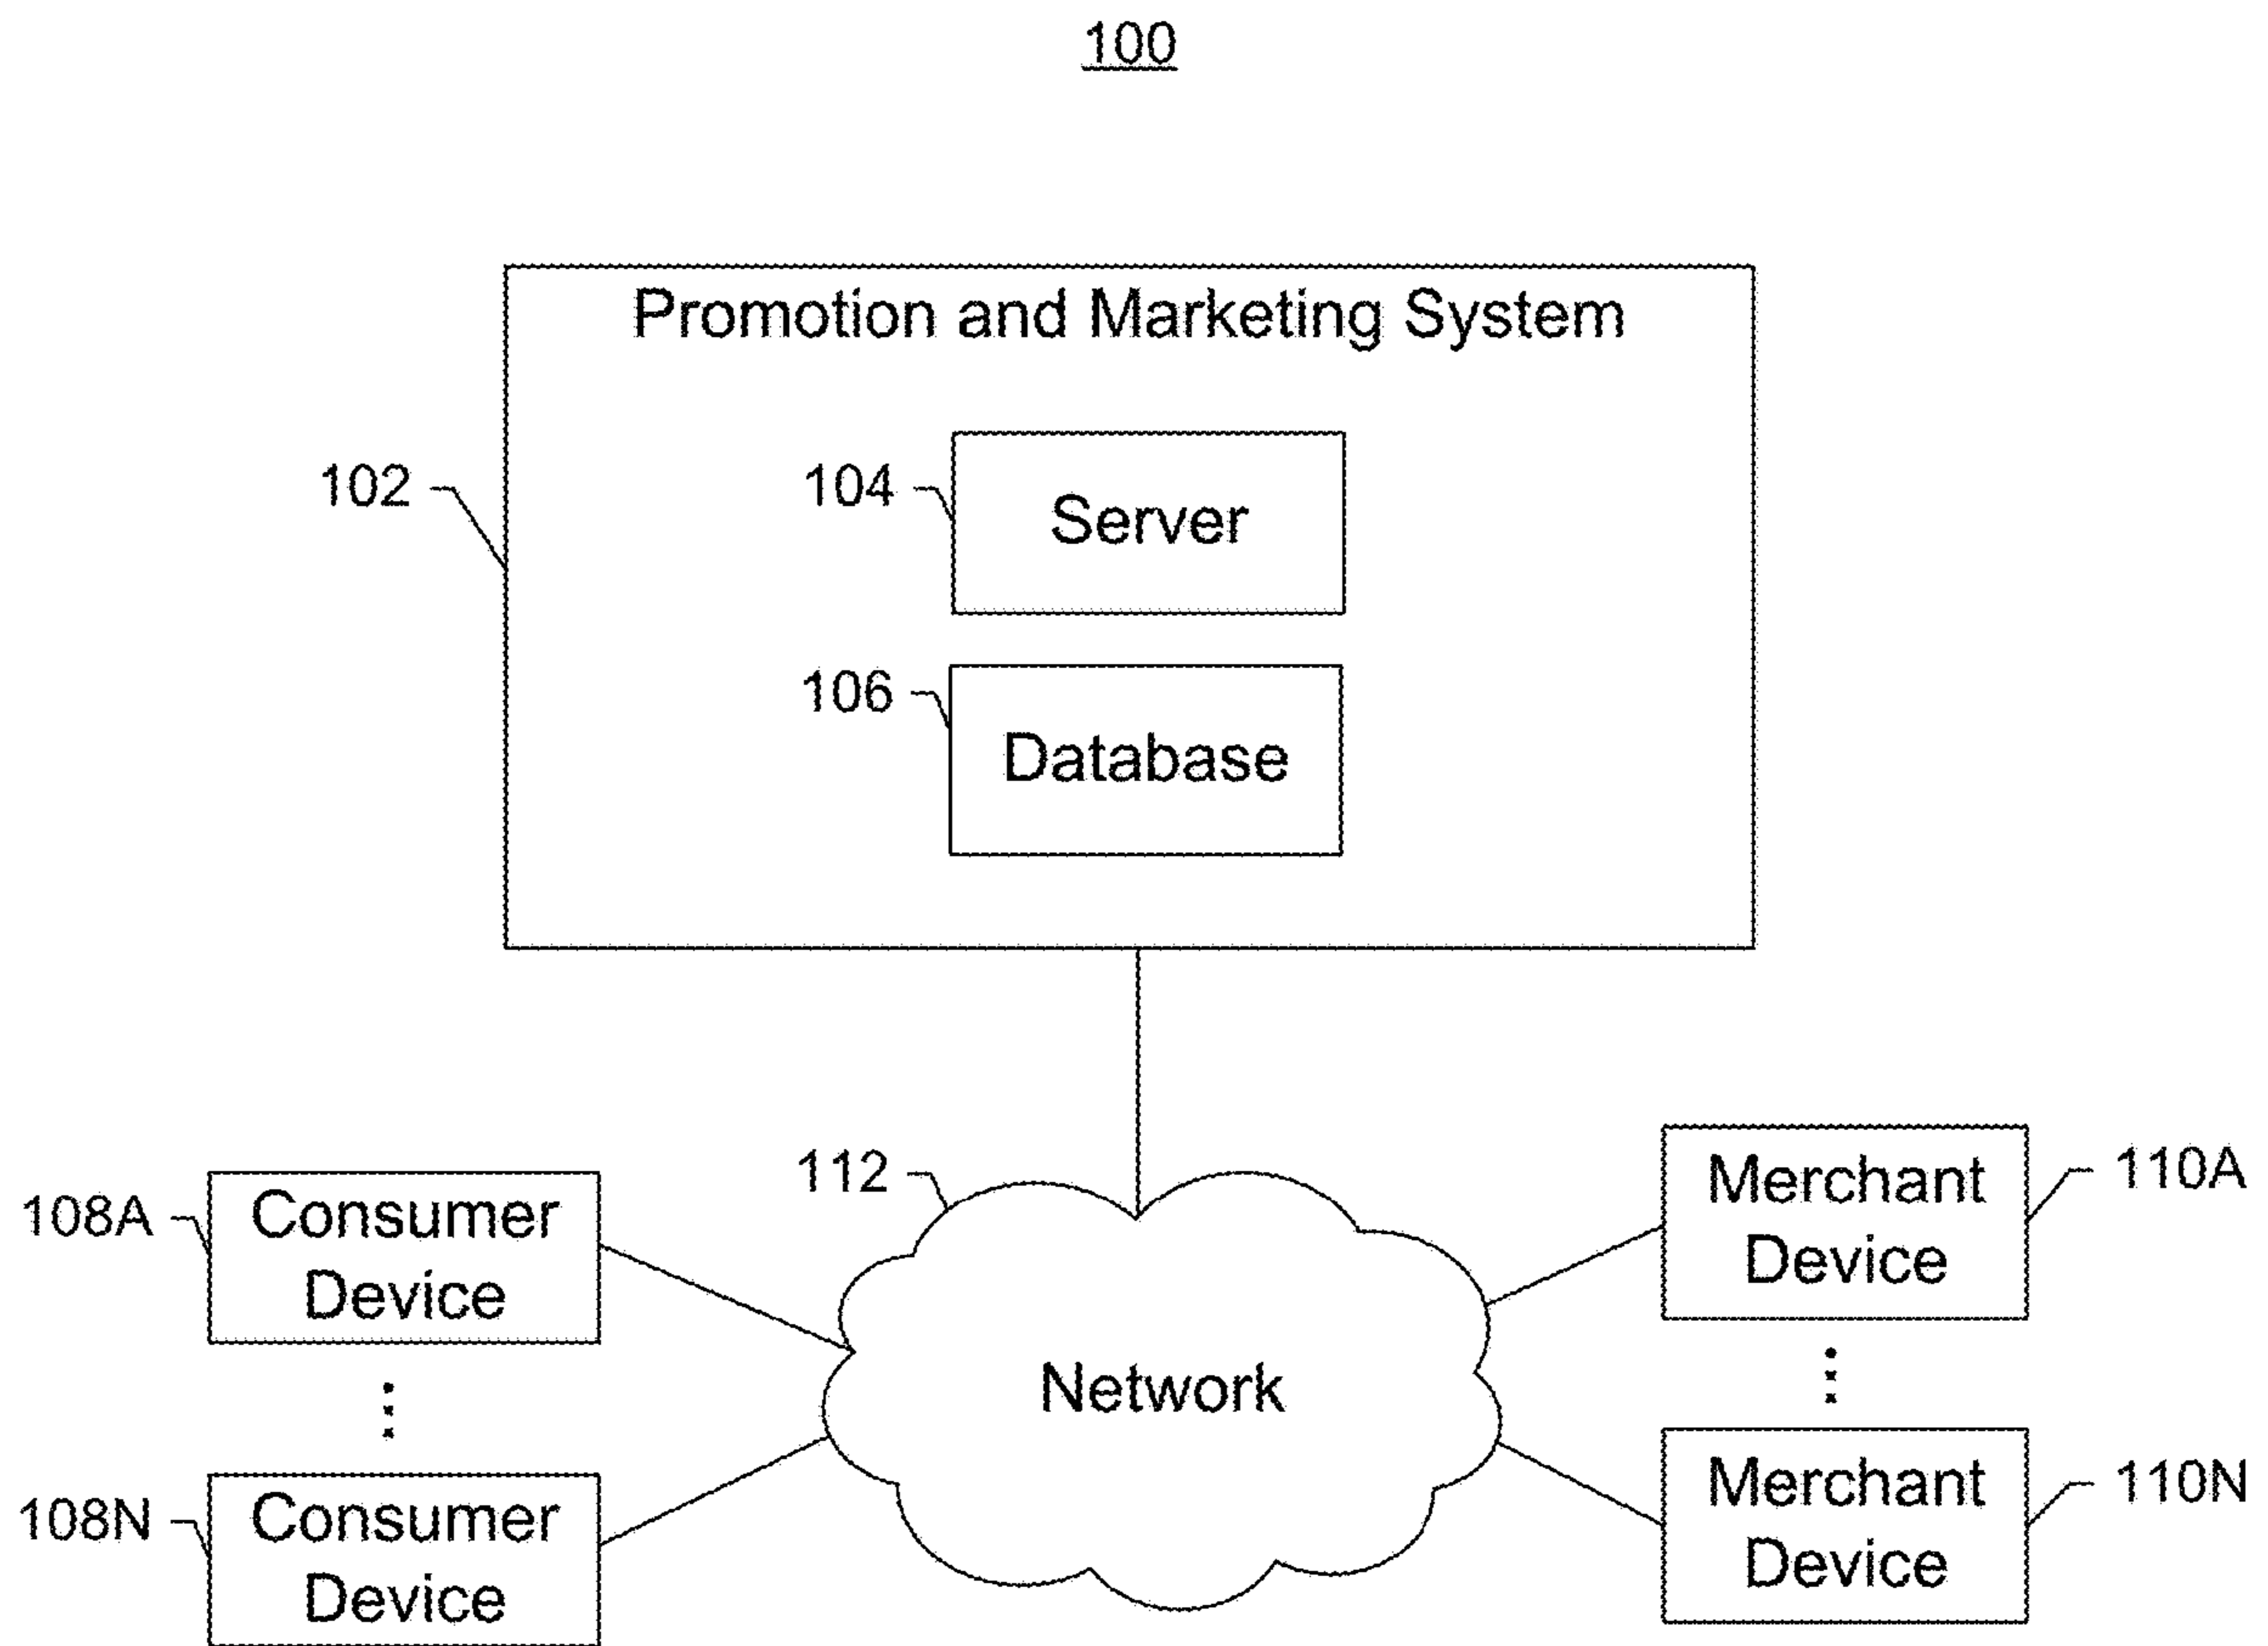 100
Promotion and Marketing System
102
104
Server
106
Database
112
108A
Consumer
Device
108N
Consumer
Device
Network
Merchant
Device
110A
Merchant
Device
110N